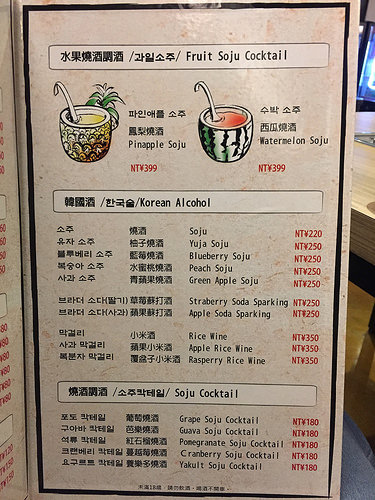 水果燒酒調酒 /과일소주/ Fruit Soju Cocktail
파인애플 소주
鳳梨燒酒
Pinapple Soju
NT¥399
수박 소주
西瓜燒酒
Watermelon Soju
NT¥399
韓國酒 /한국술/Korean Alcohol
소주 燒酒 Soju NT¥220
유자 소주 柚子燒酒 Yuja Soju NT¥250
블루베리 소주 藍莓燒酒 Blueberry Soju NT¥250
복숭아 소주 水蜜桃燒酒 Peach Soju NT¥250
사과 소주 青蘋果燒酒 Green Apple Soju NT¥250
브라더 소다(딸기) 草莓蘇打酒 Straberry Soda Sparking NT¥250
브라더 소다(사과) 蘋果蘇打酒 Apple Soda Sparking NT¥250
막걸리 小米酒 Rice Wine NT¥350
사과 막걸리 蘋果小米酒 Apple Rice Wine NT¥350
복분자 막걸리 覆盆子小米酒 Rasperry Rice Wine NT¥350
燒酒調酒 /소주칵테일/ Soju Cocktail
포도 칵테일 葡萄燒酒 Grape Soju Cocktail NT¥180
구아바 칵테일 芭樂燒酒 Guava Soju Cocktail NT¥180
석류 칵테일 紅石榴燒酒 Pomegranate Soju Cocktail NT¥180
크랜베리 칵테일 蔓越莓燒酒 Cranberry Soju Cocktail NT¥180
요구르트 칵테일 養樂多燒酒 Yakult Soju Cocktail NT¥180
未滿18歲，請勿飲酒，喝酒不開車。